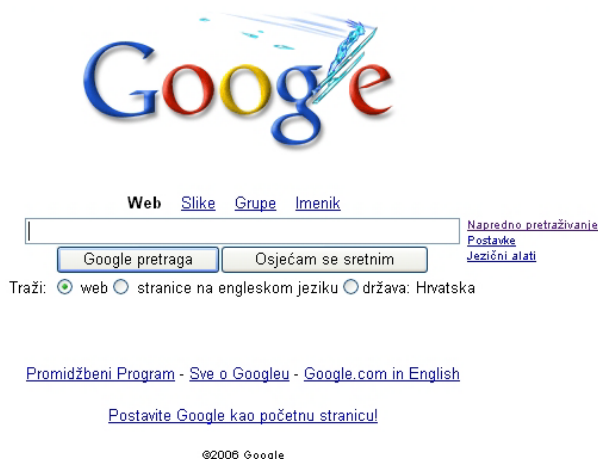 Google
Web Slike Grupe Imenik
Napredno pretraživanje
Postavke
Jezični alati
Google pretraga Osjećam se sretnim
Traži: web stranice na engleskom jeziku država: Hrvatska
Promidžbeni Program - Sve o Googleu - Google.com in English
Postavite Google kao početnu stranicu!
©2006 Google